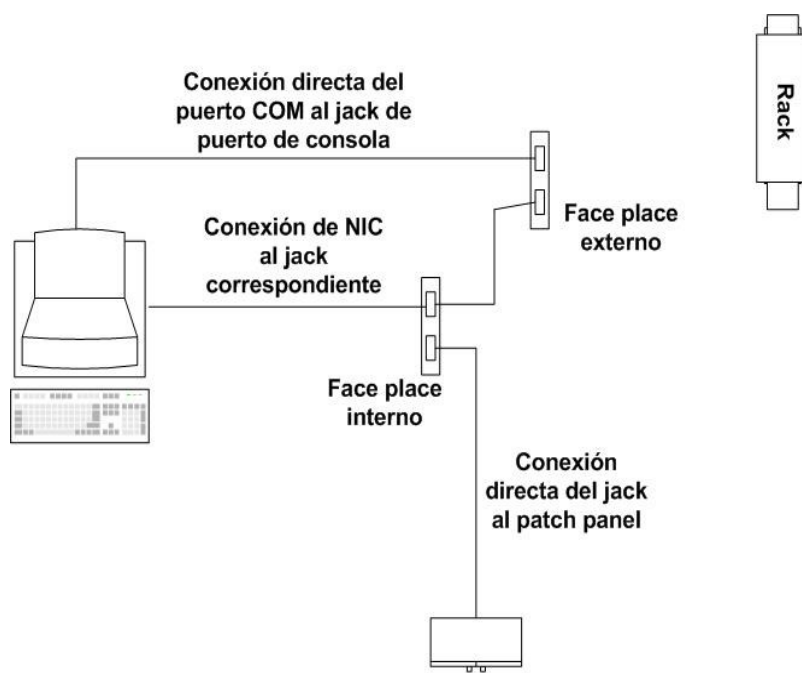 Conexión directa del
puerto COM al jack de
puerto de consola
Rack
Conexión de NIC
al jack
correspondiente
Face place
externo
Face place
interno
Conexión
directa del jack
al patch panel